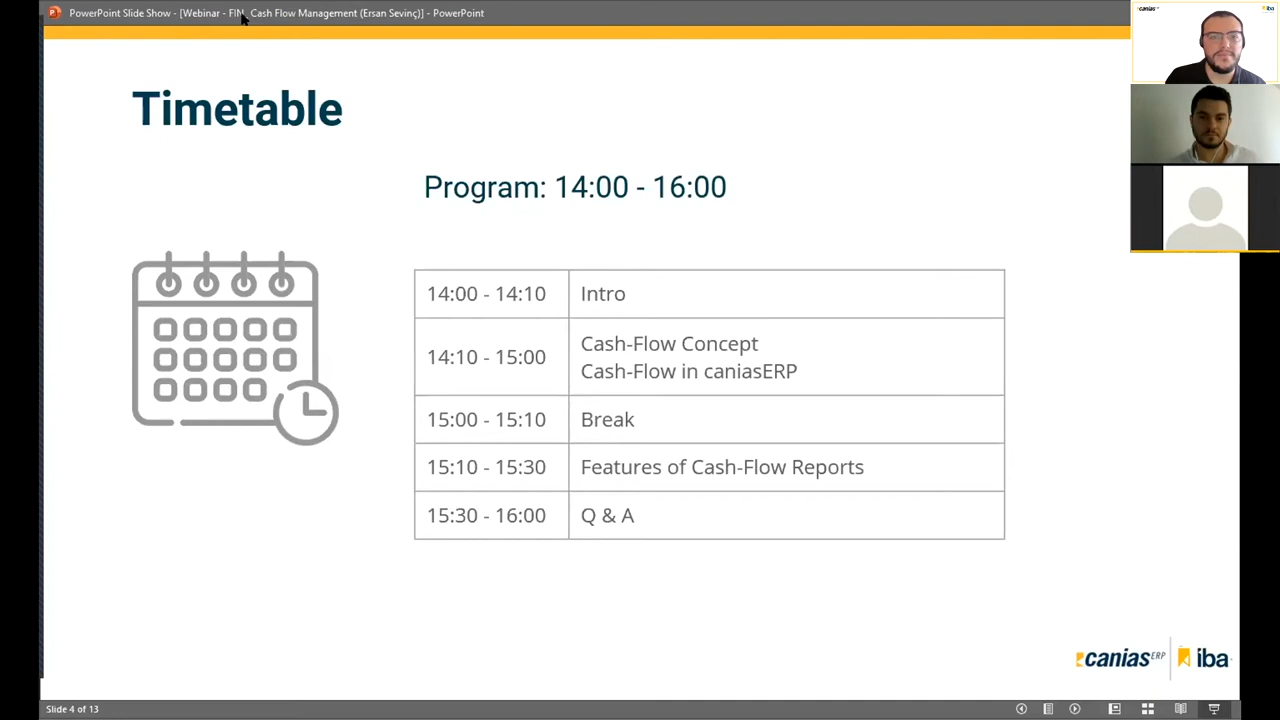 PowerPoint Slide Show - [Webinar - FIN_ Cash Flow Management (Ersan Sevinç)] - PowerPoint
Timetable
Program: 14:00 - 16:00
14:00 - 14:10 Intro
14:10 - 15:00 Cash-Flow Concept
Cash-Flow in caniasERP
15:00 - 15:10 Break
15:10 - 15:30 Features of Cash-Flow Reports
15:30 - 16:00 Q & A
canias ERP
iba
canias
iba
Slide 4 of 13